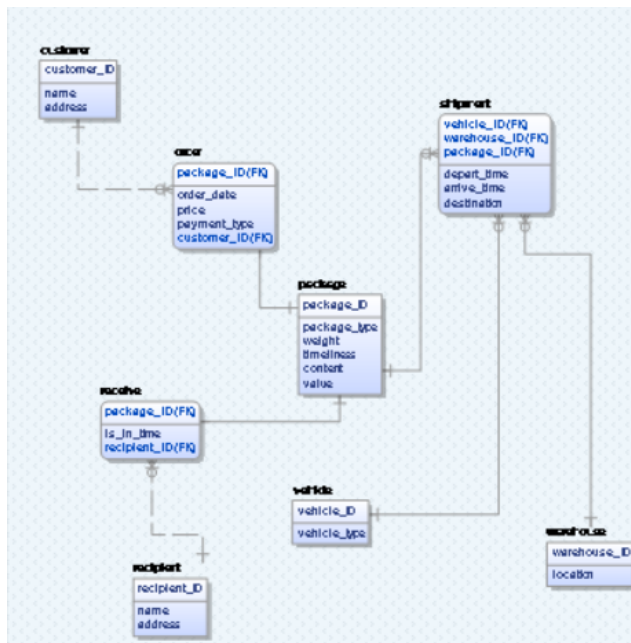 customer
customer_ID
name
address
order
package_ID(FK)
order_date
price
payment_type
customer_ID(FK)
shipment
vehicle_ID(FK)
warehouse_ID(FK)
package_ID(FK)
depart_time
arrive_time
destination
package
package_ID
package_type
weight
timeliness
content
value
receive
package_ID(FK)
is_in_time
recipient_ID(FK)
vehicle
vehicle_ID
vehicle_type
warehouse
warehouse_ID
location
recipient
recipient_ID
name
address